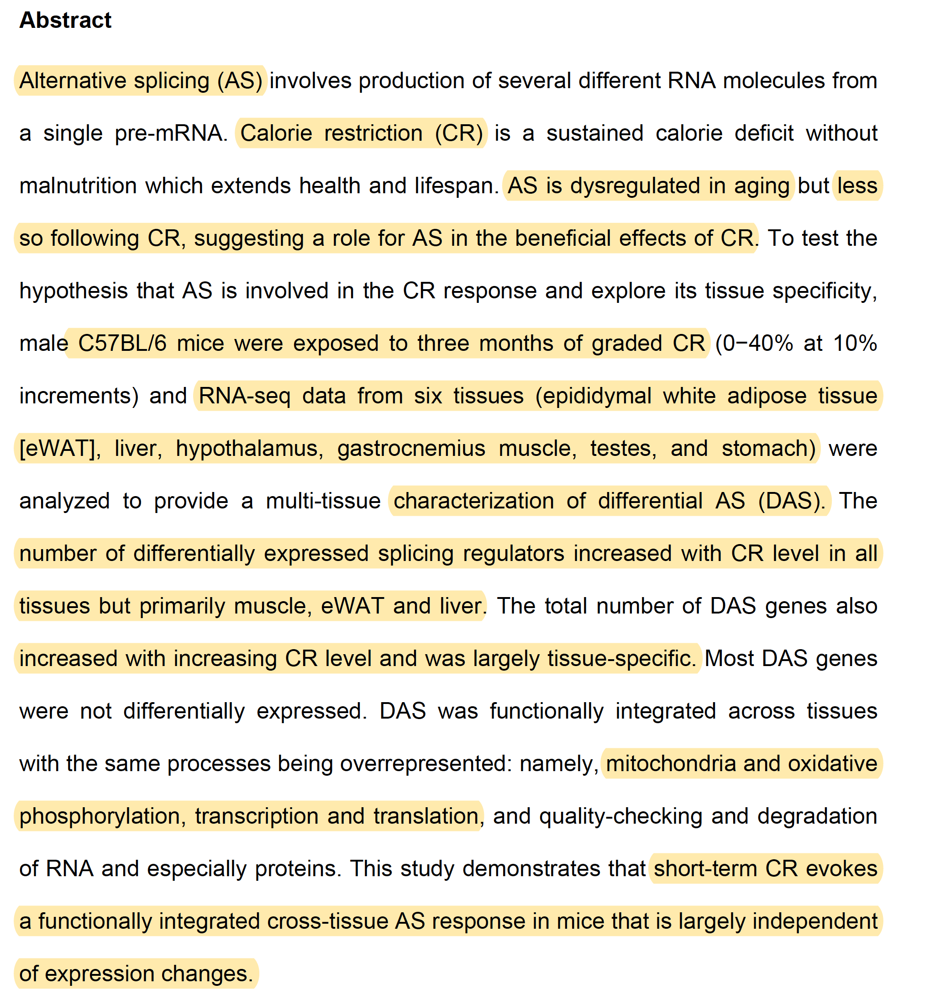 Abstract
Alternative splicing (AS) involves production of several different RNA molecules from
a single pre-mRNA. Calorie restriction (CR) is a sustained calorie deficit without
malnutrition which extends health and lifespan. AS is dysregulated in aging but less
so following CR, suggesting a role for AS in the beneficial effects of CR. To test the
hypothesis that AS is involved in the CR response and explore its tissue specificity,
male C57BL/6 mice were exposed to three months of graded CR (0−40% at 10%
increments) and RNA-seq data from six tissues (epididymal white adipose tissue
[eWAT], liver, hypothalamus, gastrocnemius muscle, testes, and stomach) were
analyzed to provide a multi-tissue characterization of differential AS (DAS). The
number of differentially expressed splicing regulators increased with CR level in all
tissues but primarily muscle, eWAT and liver. The total number of DAS genes also
increased with increasing CR level and was largely tissue-specific. Most DAS genes
were not differentially expressed. DAS was functionally integrated across tissues
with the same processes being overrepresented: namely, mitochondria and oxidative
phosphorylation, transcription and translation, and quality-checking and degradation
of RNA and especially proteins. This study demonstrates that short-term CR evokes
a functionally integrated cross-tissue AS response in mice that is largely independent
of expression changes.